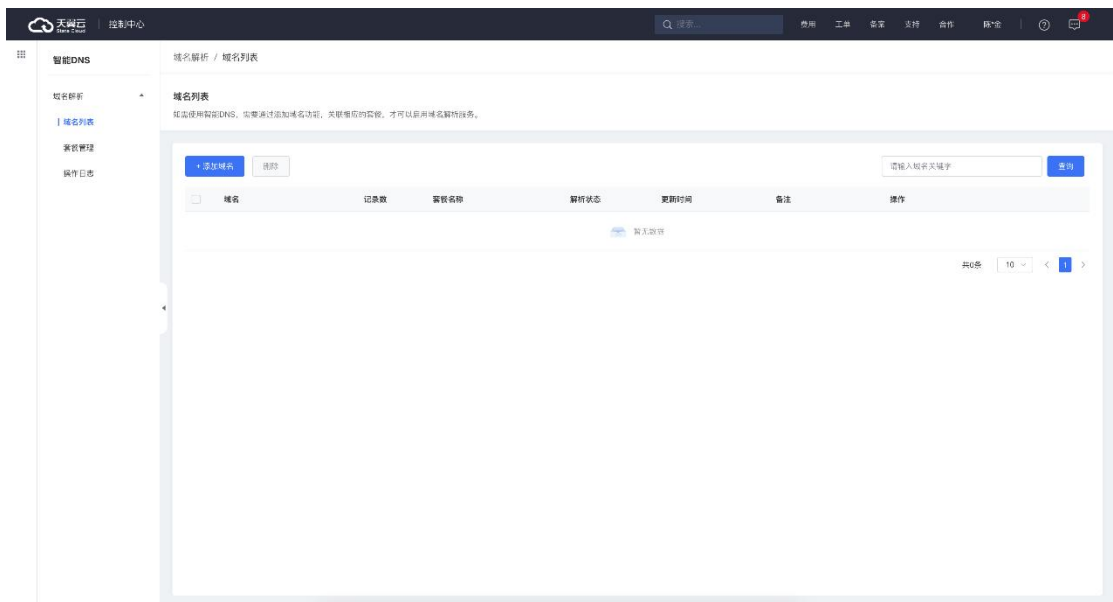 天翼云 控制中心 搜索... 费用 工单 备案 支持 合作 陈*金 8
State Cloud
智能DNS
域名解析
域名列表
套餐管理
操作日志
域名解析 / 域名列表
域名列表
如需使用智能DNS，需要通过添加域名功能，关联相应的套餐，才可以启用域名解析服务。
+ 添加域名 删除 请输入域名关键字 查询
域名 记录数 套餐名称 解析状态 更新时间 备注 操作
暂无数据
共0条 10 < 1 >